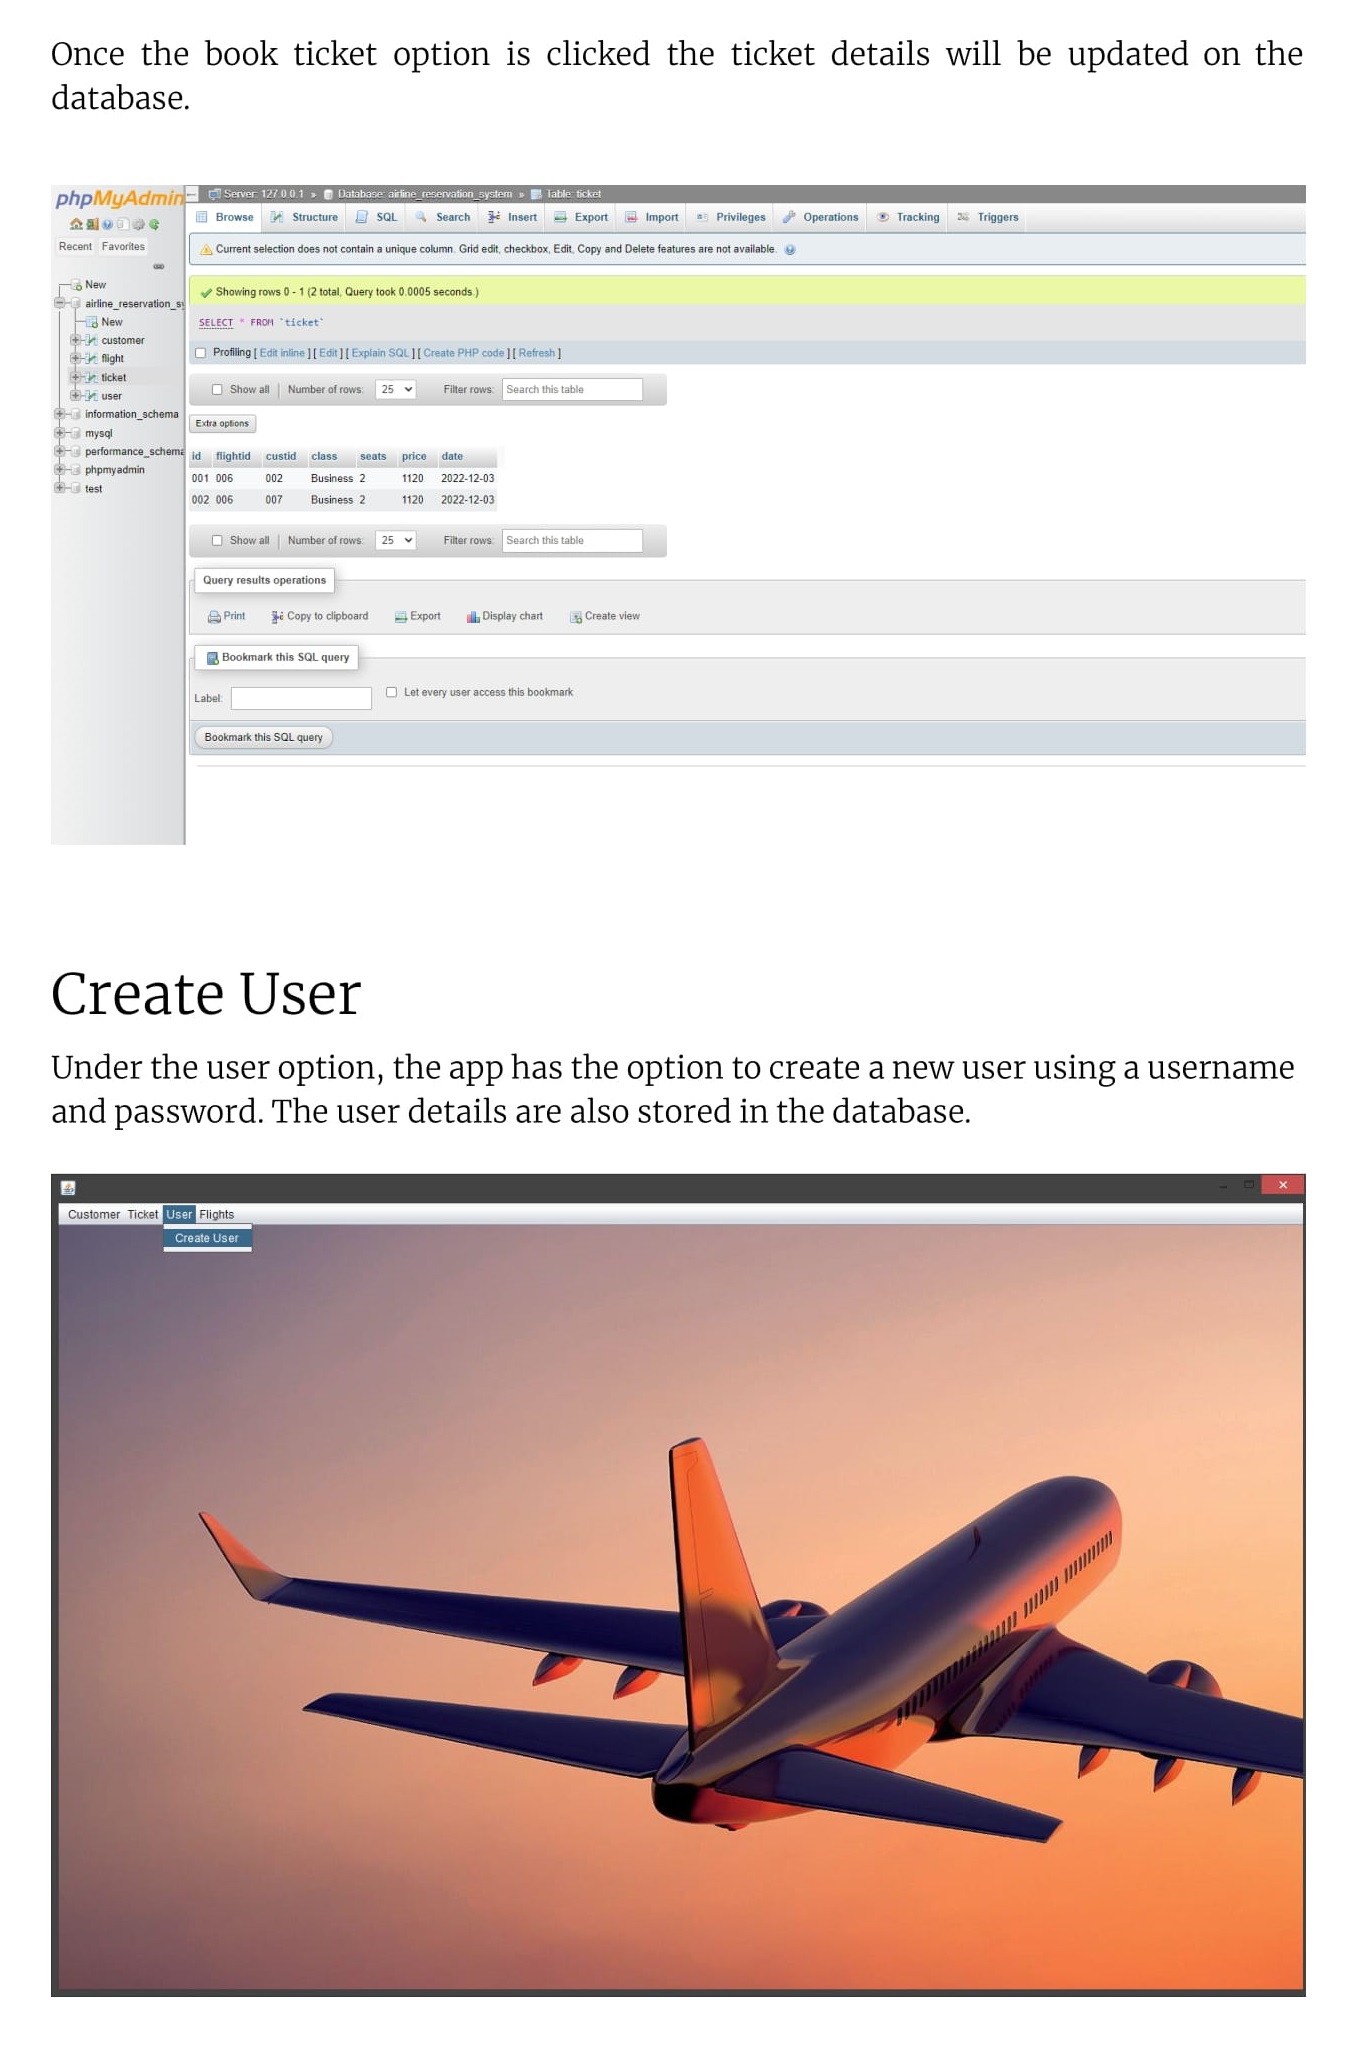 Once the book ticket option is clicked the ticket details will be updated on the
database.
phpMyAdmin
Recent Favorites
New
airline_reservation_sy
New
customer
flight
ticket
user
information_schema
mysql
performance_schema
phpmyadmin
test
Server: 127.0.0.1 » Database: airline_reservation_system » Table: ticket
Browse Structure SQL Search Insert Export Import Privileges Operations Tracking Triggers
Current selection does not contain a unique column. Grid edit, checkbox, Edit, Copy and Delete features are not available.
Showing rows 0 - 1 (2 total, Query took 0.0005 seconds.)
SELECT * FROM `ticket`
Profiling [ Edit inline ] [ Edit ] [ Explain SQL ] [ Create PHP code ] [ Refresh ]
Show all | Number of rows: 25 Filter rows: Search this table
Extra options
id flightid custid class seats price date
001 006 002 Business 2 1120 2022-12-03
002 006 007 Business 2 1120 2022-12-03
Show all | Number of rows: 25 Filter rows: Search this table
Query results operations
Print Copy to clipboard Export Display chart Create view
Bookmark this SQL query
Label: Let every user access this bookmark
Bookmark this SQL query
Create User
Under the user option, the app has the option to create a new user using a username
and password. The user details are also stored in the database.
Customer Ticket User Flights
Create User